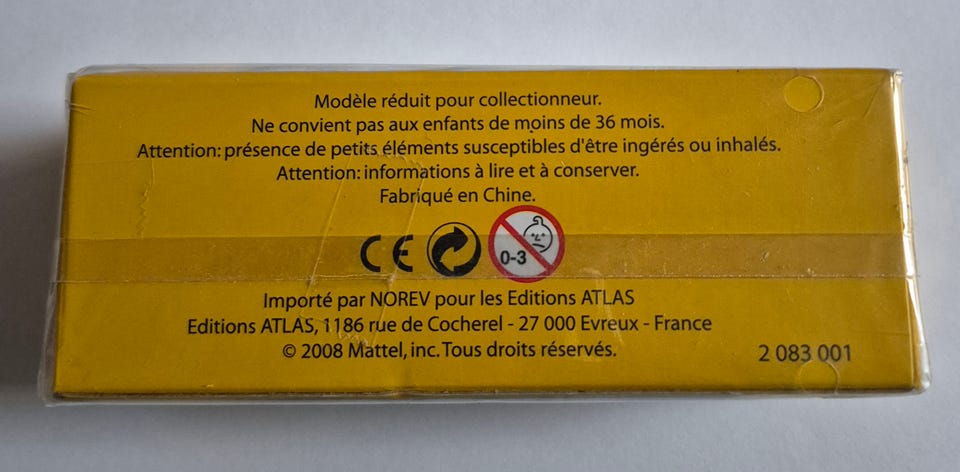 Modèle réduit pour collectionneur.
Ne convient pas aux enfants de moins de 36 mois.
Attention: présence de petits éléments susceptibles d'être ingérés ou inhalés.
Attention: informations à lire et à conserver.
Fabriqué en Chine.
CE 0-3
Importé par NOREV pour les Editions ATLAS
Editions ATLAS, 1186 rue de Cocherel - 27 000 Evreux - France
© 2008 Mattel, inc. Tous droits réservés.
2 083 001